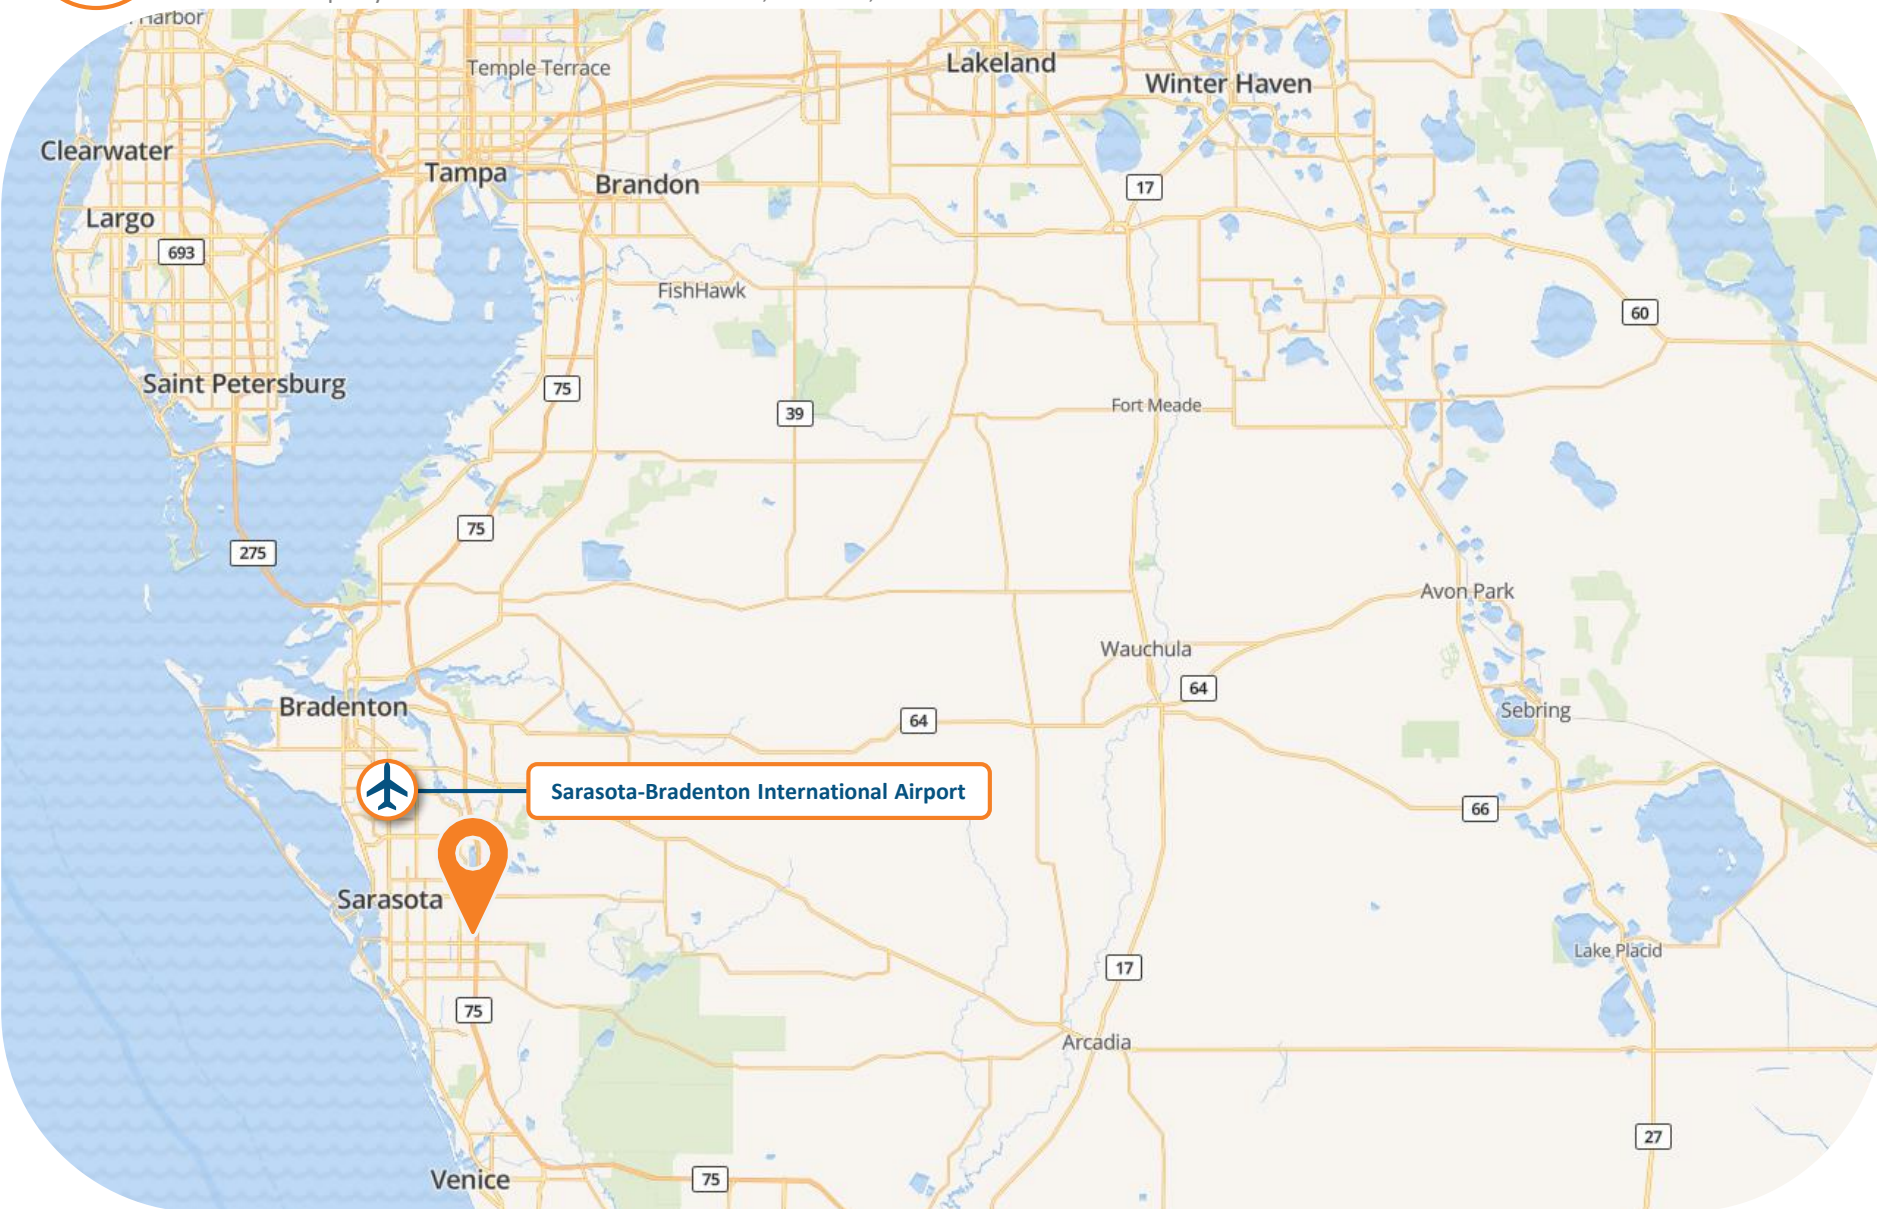 Harbor
Temple Terrace
Lakeland
Winter Haven
Clearwater
Tampa
Brandon
17
Largo
693
FishHawk
60
Saint Petersburg
75
39
Fort Meade
75
275
Avon Park
Wauchula
64
Bradenton
64
Sebring
Sarasota-Bradenton International Airport
66
Sarasota
Lake Placid
17
75
Arcadia
27
Venice
75